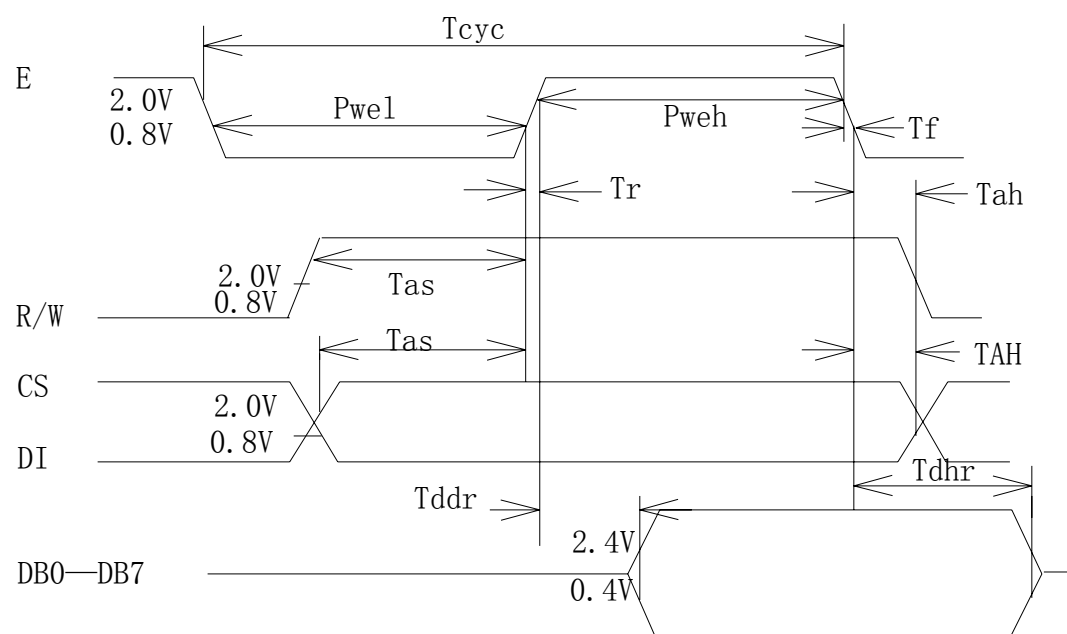 Tcyc
E
2.0V
0.8V
Pwel
Pweh
Tf
Tr
Tah
2.0V
0.8V
Tas
R/W
Tas
TAH
CS
2.0V
0.8V
DI
Tdhr
Tddr
2.4V
DB0—DB7
0.4V